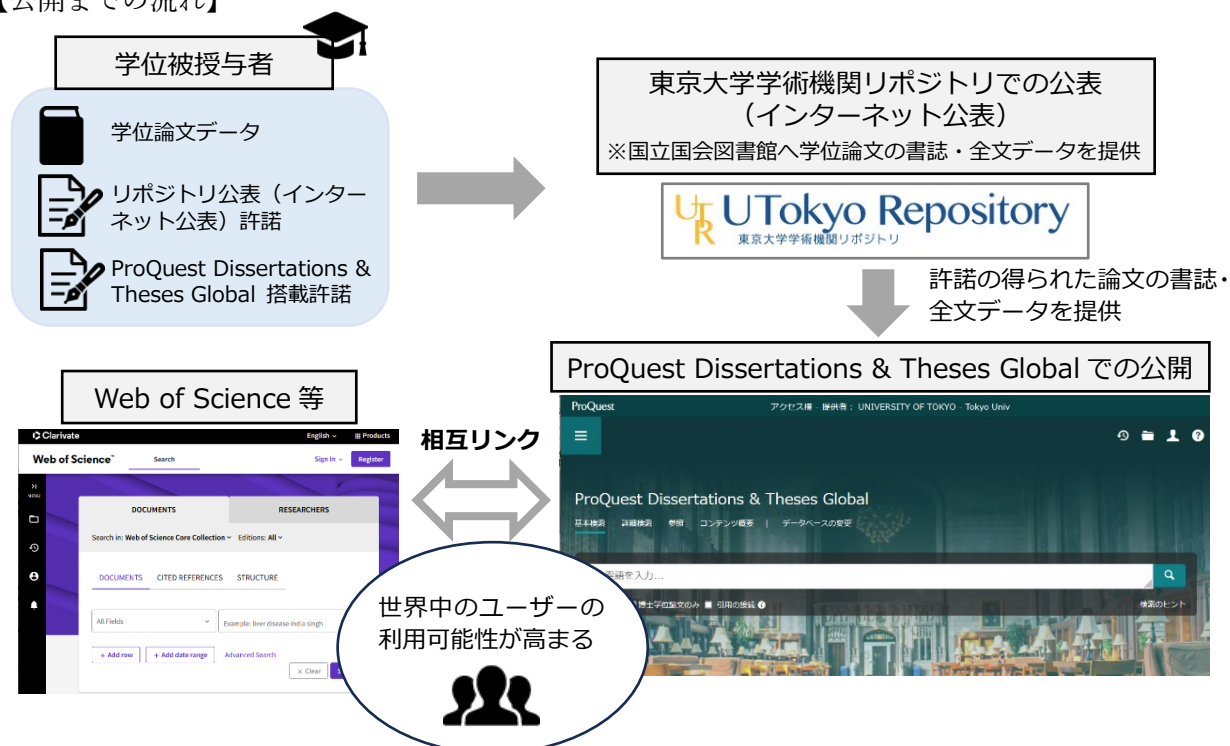 【公開までの流れ】
学位被授与者
学位論文データ
リポジトリ公表（インター
ネット公表）許諾
ProQuest Dissertations &
Theses Global 搭載許諾
東京大学学術機関リポジトリでの公表
（インターネット公表）
※国立国会図書館へ学位論文の書誌・全文データを提供
UTR UTokyo Repository
東京大学学術機関リポジトリ
許諾の得られた論文の書誌・
全文データを提供
ProQuest Dissertations & Theses Global での公開
ProQuest
アクセス権 - 提供者： UNIVERSITY OF TOKYO - Tokyo Univ
ProQuest Dissertations & Theses Global
基本検索 詳細検索 参照 コンテンツ概要 | データベースの変更
語を入力...
博士学位論文のみ 引用の接続
検索のヒント
Web of Science 等
Clarivate
English
Products
Web of Science™
Search
Sign In
Register
MENU
DOCUMENTS
RESEARCHERS
Search in: Web of Science Core Collection Editions: All
DOCUMENTS CITED REFERENCES STRUCTURE
All Fields
Example: liver disease india singh
+ Add row
+ Add date range
Advanced Search
× Clear
相互リンク
世界中のユーザーの
利用可能性が高まる